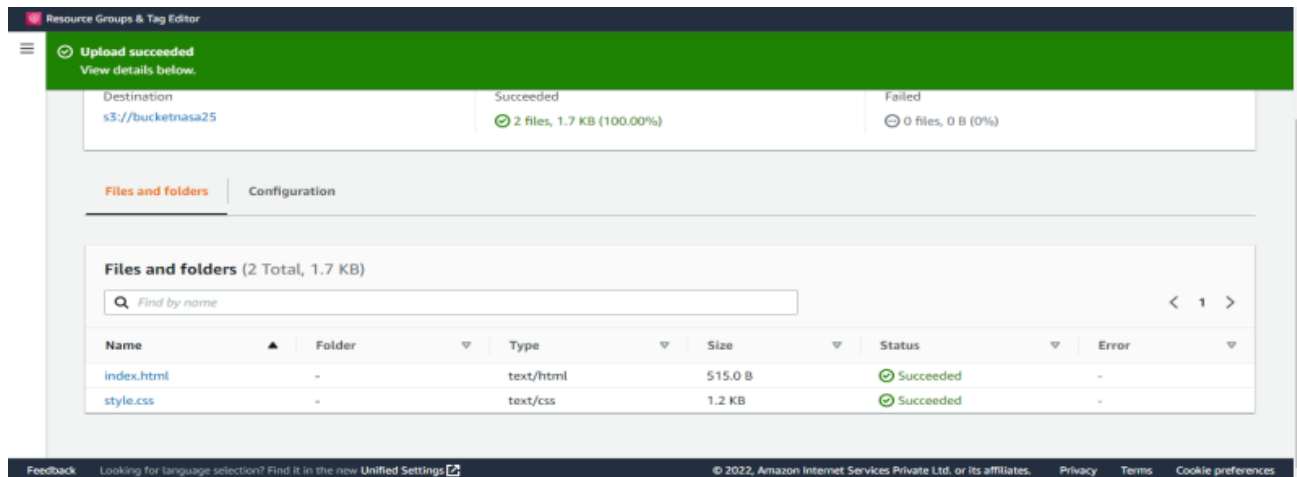 Resource Groups & Tag Editor
Upload succeeded
View details below.
Destination Succeeded Failed
s3://bucketnasa25 2 files, 1.7 KB (100.00%) 0 files, 0 B (0%)
Files and folders Configuration
Files and folders (2 Total, 1.7 KB)
Find by name 1
Name Folder Type Size Status Error
index.html - text/html 515.0 B Succeeded -
style.css - text/css 1.2 KB Succeeded -
Feedback Looking for language selection? Find it in the new Unified Settings © 2022, Amazon Internet Services Private Ltd. or its affiliates. Privacy Terms Cookie preferences